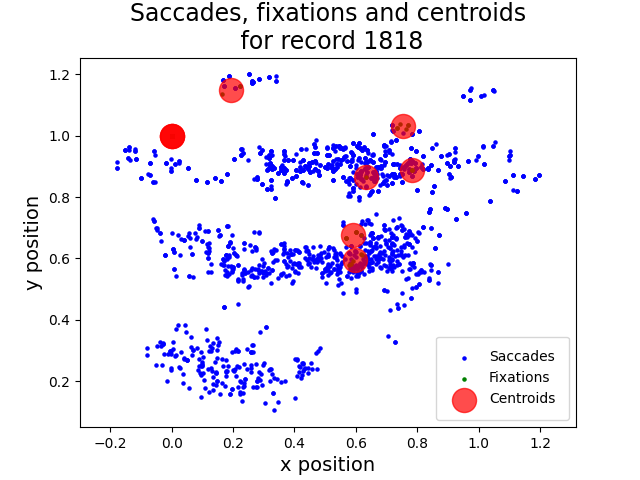 Saccades, fixations and centroids
for record 1818
y position
1.2
1.0
0.8
0.6
0.4
0.2
Saccades
Fixations
Centroids
−0.2 0.0 0.2 0.4 0.6 0.8 1.0 1.2
x position